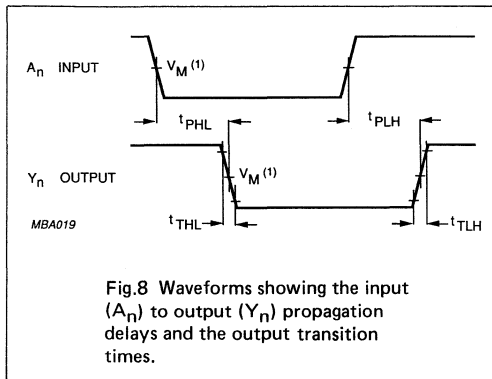 An INPUT
VM(1)
tPHL
tPLH
Yn OUTPUT
VM(1)
MBA019
tTHL
tTLH
Fig.8 Waveforms showing the input
(An) to output (Yn) propagation
delays and the output transition
times.